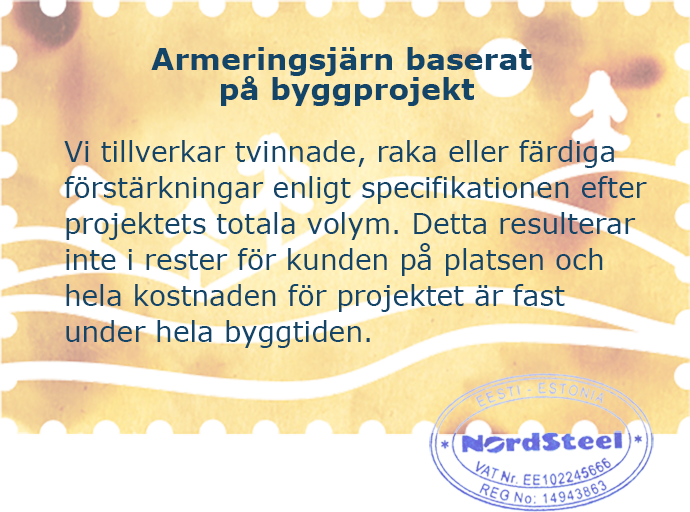 Armeringsjärn baserat
på byggprojekt
Vi tillverkar tvinnade, raka eller färdiga
förstärkningar enligt specifikationen efter
projektets totala volym. Detta resulterar
inte i rester för kunden på platsen och
hela kostnaden för projektet är fast
under hela byggtiden.
EESTI - ESTONIA
* NordSteel *
VAT Nr. EE102245666
REG No: 14943863